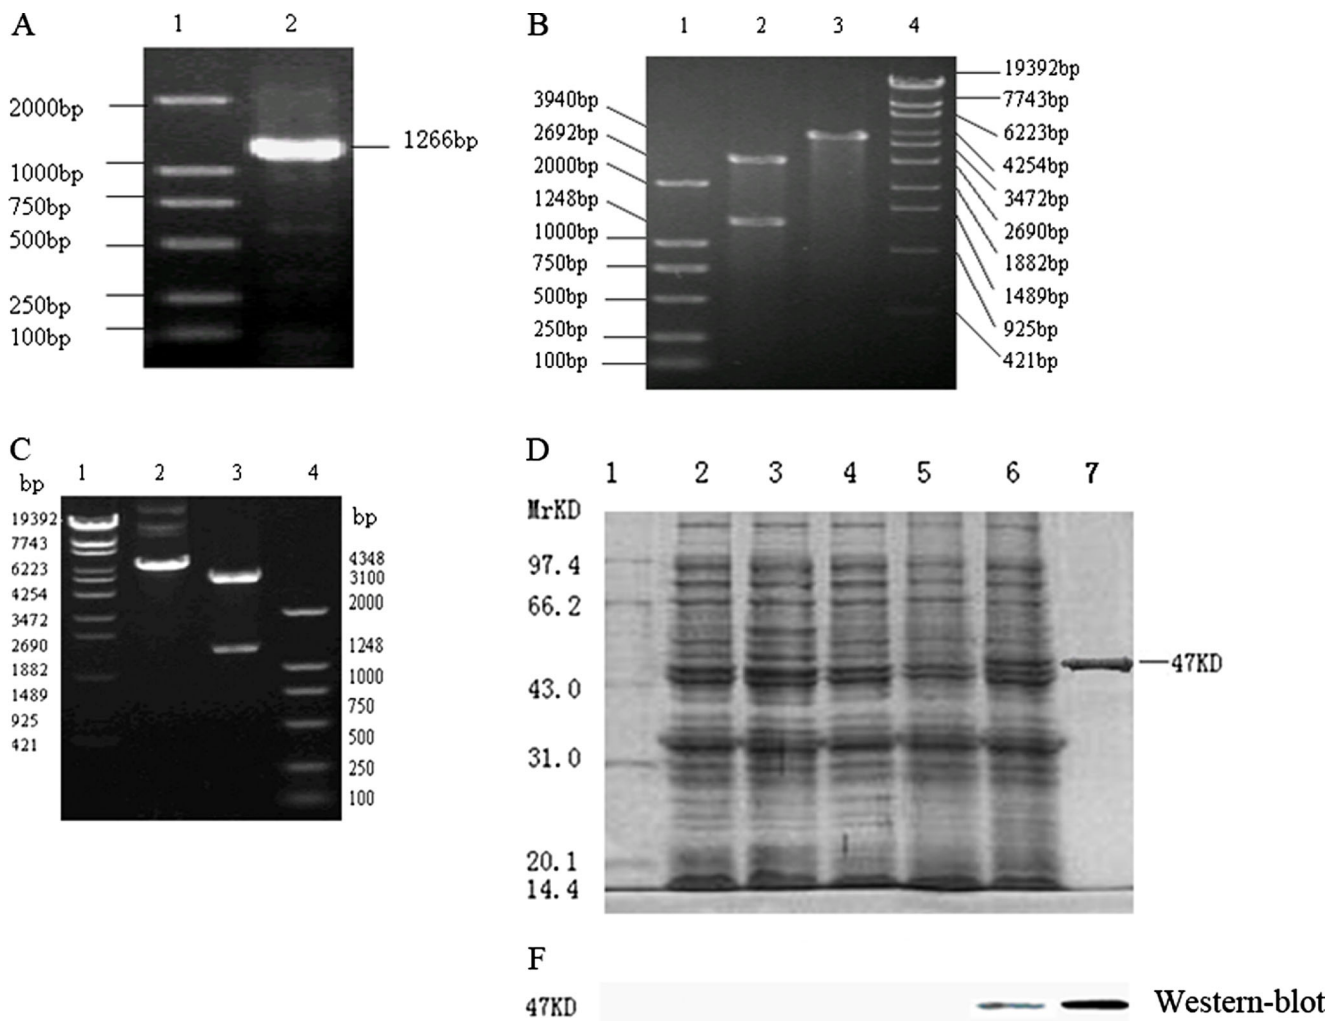 A
1 2
2000bp
1266bp
1000bp
750bp
500bp
250bp
100bp
B
1 2 3 4
3940bp
2692bp
2000bp
1248bp
1000bp
750bp
500bp
250bp
100bp
19392bp
7743bp
6223bp
4254bp
3472bp
2690bp
1882bp
1489bp
925bp
421bp
C
1 2 3 4
bp
19392
7743
6223
4254
3472
2690
1882
1489
925
421
bp
4348
3100
2000
1248
1000
750
500
250
100
D
1 2 3 4 5 6 7
MrKD
97.4
66.2
43.0
31.0
20.1
14.4
47KD
F
47KD
Western-blot